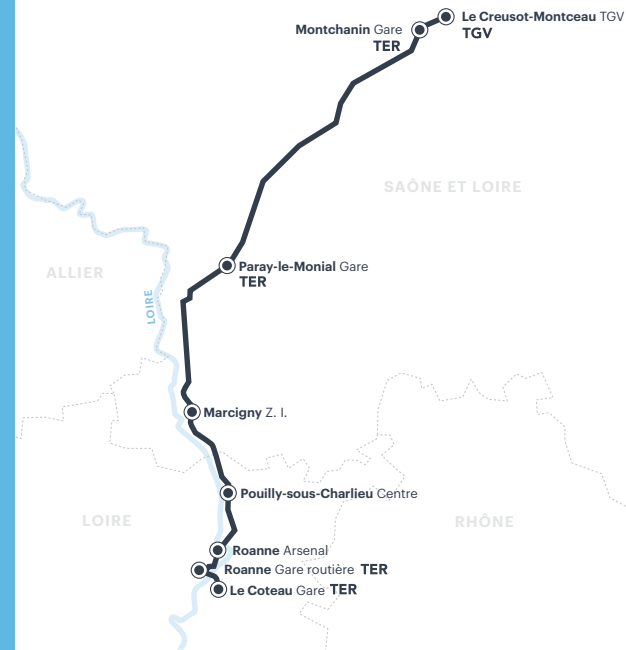 Le Creusot-Montceau TGV
TGV
Montchanin Gare
TER
SAÔNE ET LOIRE
Paray-le-Monial Gare
TER
ALLIER
LOIRE
Marcigny Z. I.
Pouilly-sous-Charlieu Centre
LOIRE
RHÔNE
Roanne Arsenal
Roanne Gare routière TER
Le Coteau Gare TER